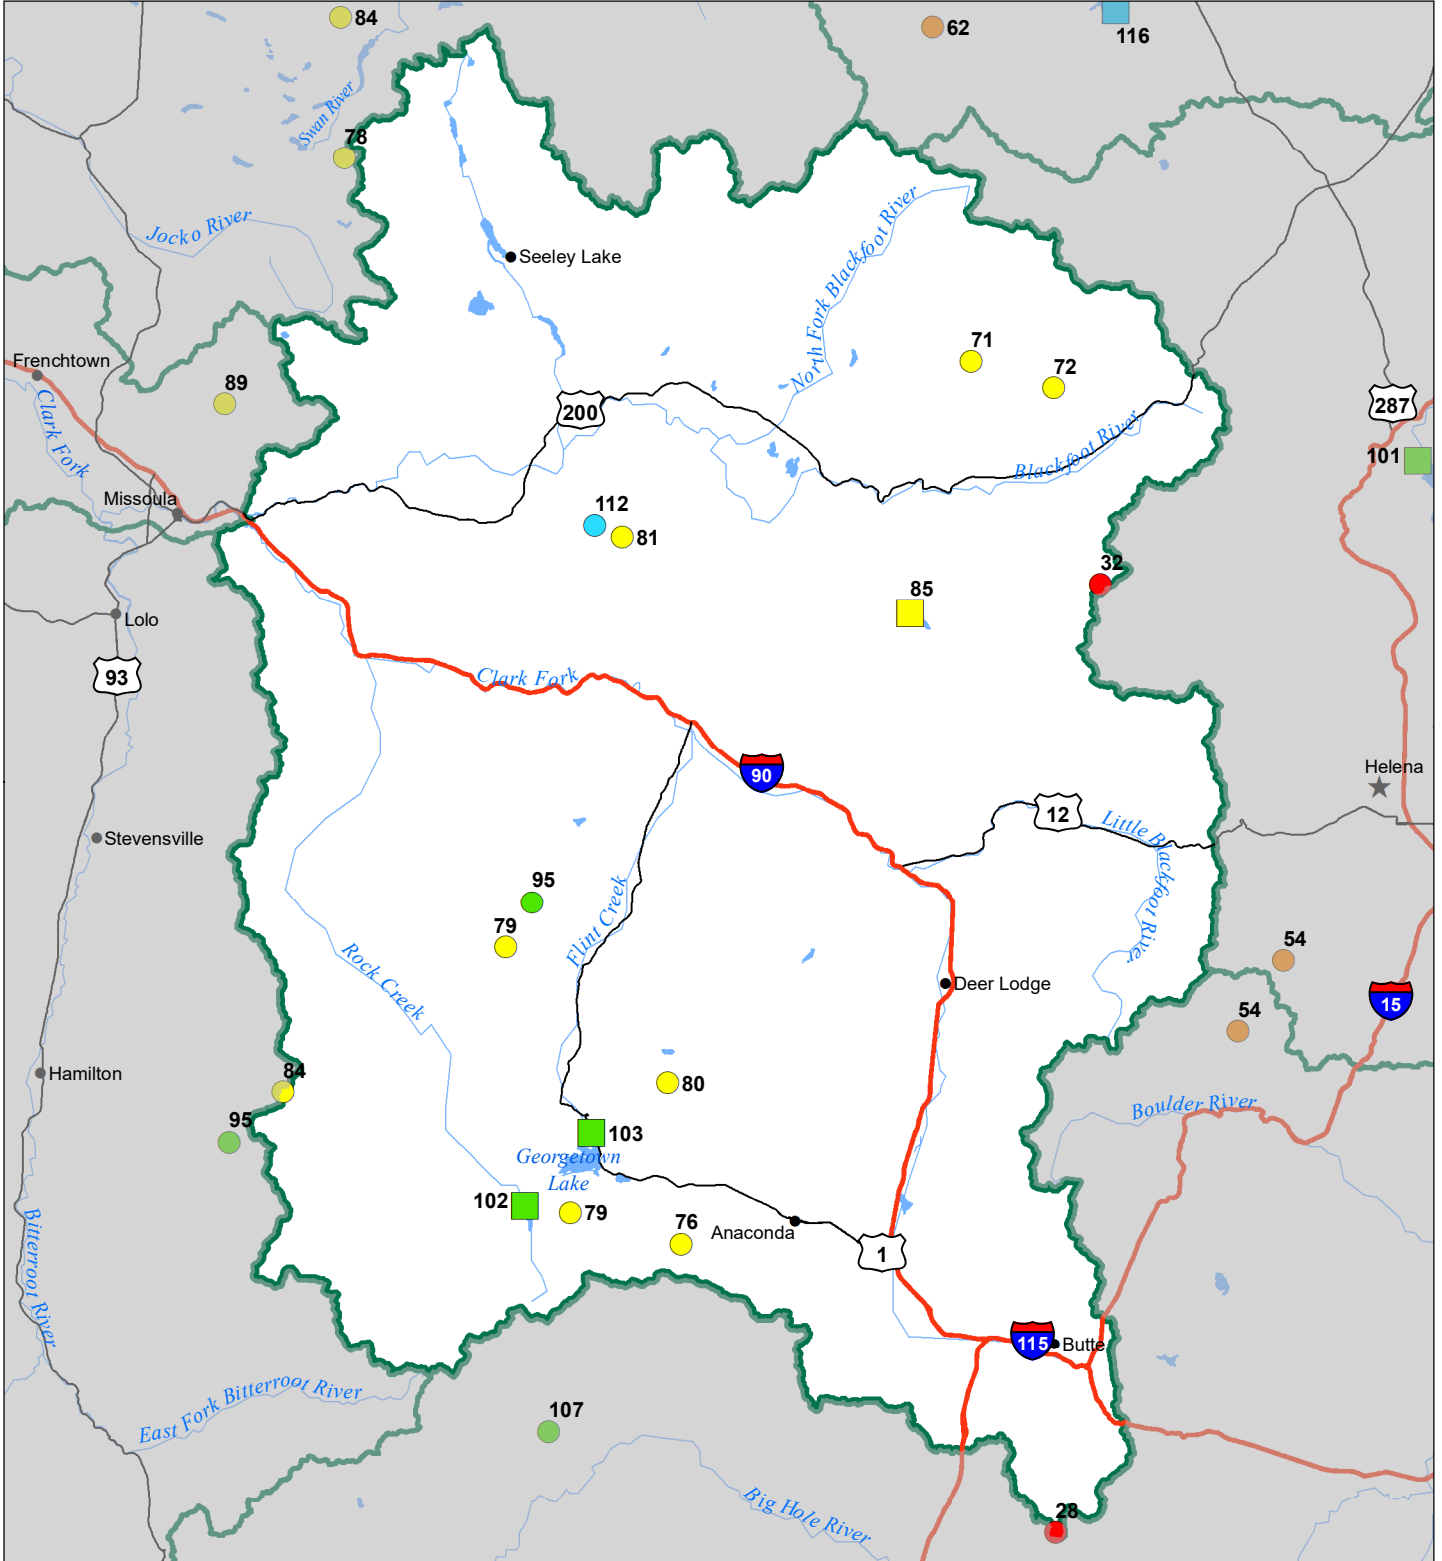 84
62
116
Swan River
78
Jocko River
North Fork Blackfoot River
Seeley Lake
71
72
Frenchtown
89
200
287
Clark Fork
Blackfoot River
101
Missoula
112
81
32
85
Lolo
93
Clark Fork
90
Helena
12
Little Blackfoot River
Stevensville
95
79
Flint Creek
54
Rock Creek
Deer Lodge
15
54
Hamilton
84
80
95
103
Boulder River
Georgetown
Lake
102
79
76
Anaconda
1
Bitterroot River
115
Butte
East Fork Bitterroot River
107
Big Hole River
28